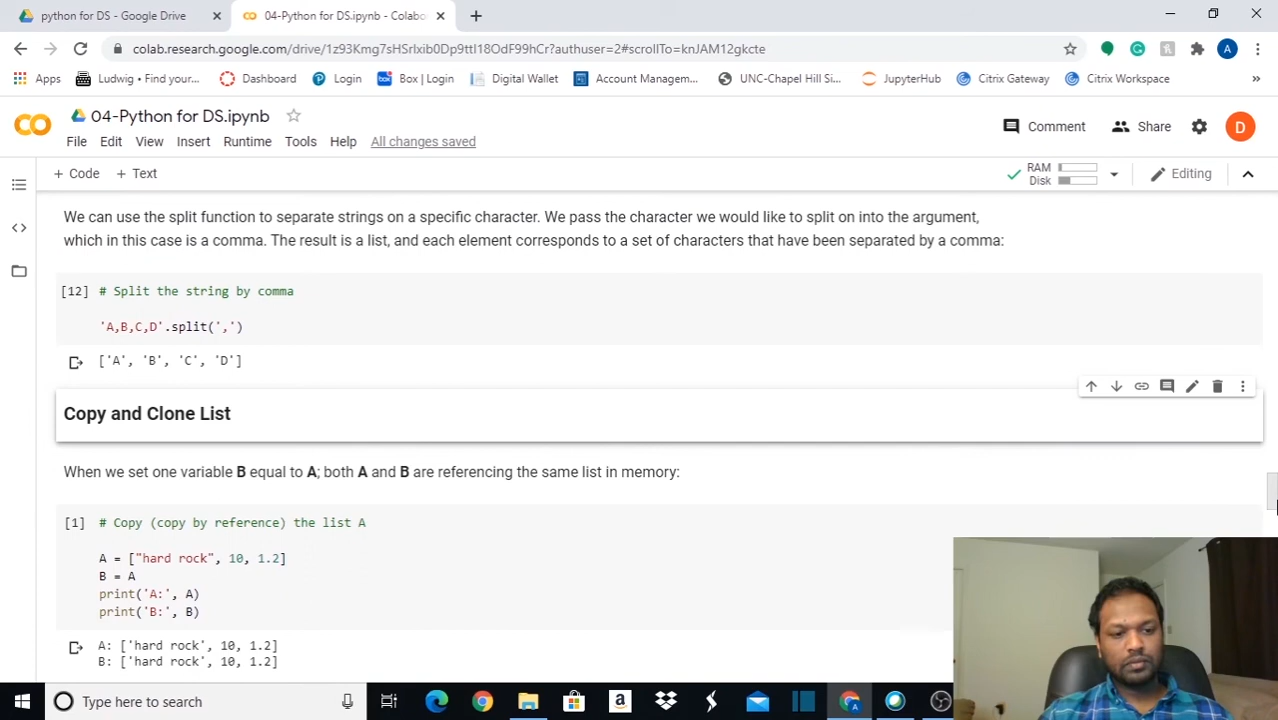 python for DS - Google Drive
04-Python for DS.ipynb - Colabo
colab.research.google.com/drive/1z93Kmg7sHSrlxib0Dp9ttl18OdF99hCr?authuser=2#scrollTo=knJAM12gkcte
A
Apps
Ludwig • Find your...
Dashboard
Login
Box | Login
Digital Wallet
Account Managem...
UNC-Chapel Hill Si...
JupyterHub
Citrix Gateway
Citrix Workspace
»
CO
04-Python for DS.ipynb
Comment
Share
D
File Edit View Insert Runtime Tools Help All changes saved
+ Code + Text
RAM
Disk
Editing
We can use the split function to separate strings on a specific character. We pass the character we would like to split on into the argument,
which in this case is a comma. The result is a list, and each element corresponds to a set of characters that have been separated by a comma:
[12] # Split the string by comma
'A,B,C,D'.split(',')
['A', 'B', 'C', 'D']
Copy and Clone List
When we set one variable B equal to A; both A and B are referencing the same list in memory:
[1] # Copy (copy by reference) the list A
A = ["hard rock", 10, 1.2]
B = A
print('A:', A)
print('B:', B)
A: ['hard rock', 10, 1.2]
B: ['hard rock', 10, 1.2]
Type here to search